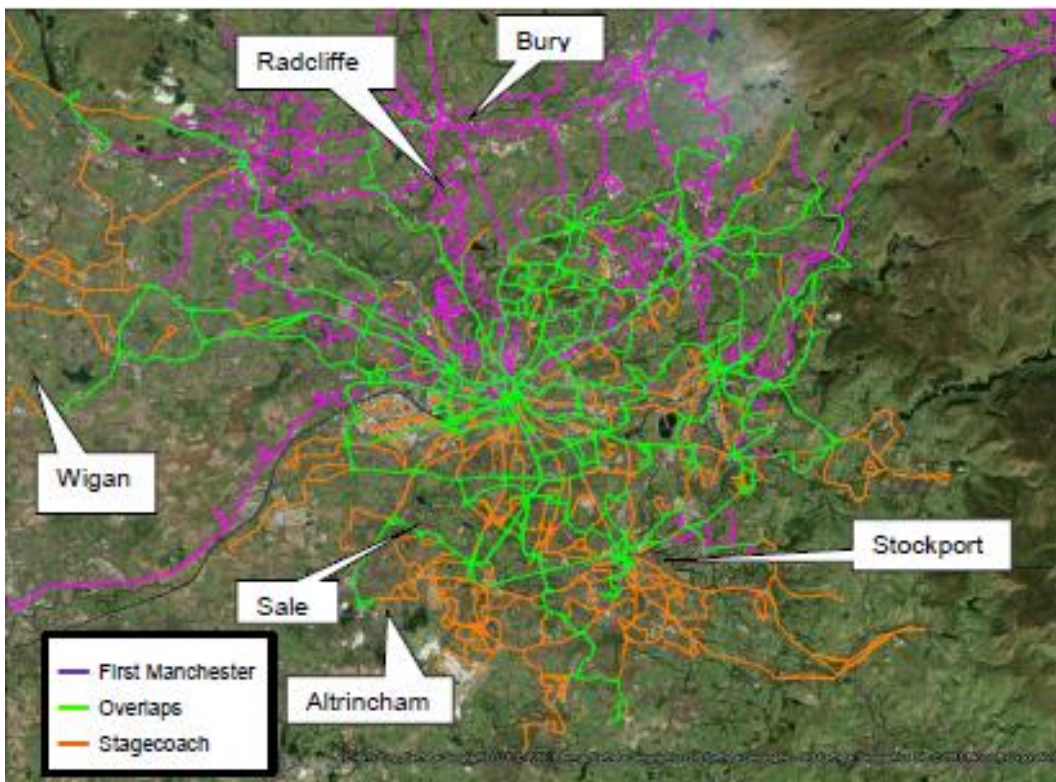 Bury
Radcliffe
Wigan
Stockport
Sale
Altrincham
First Manchester
Overlaps
Stagecoach